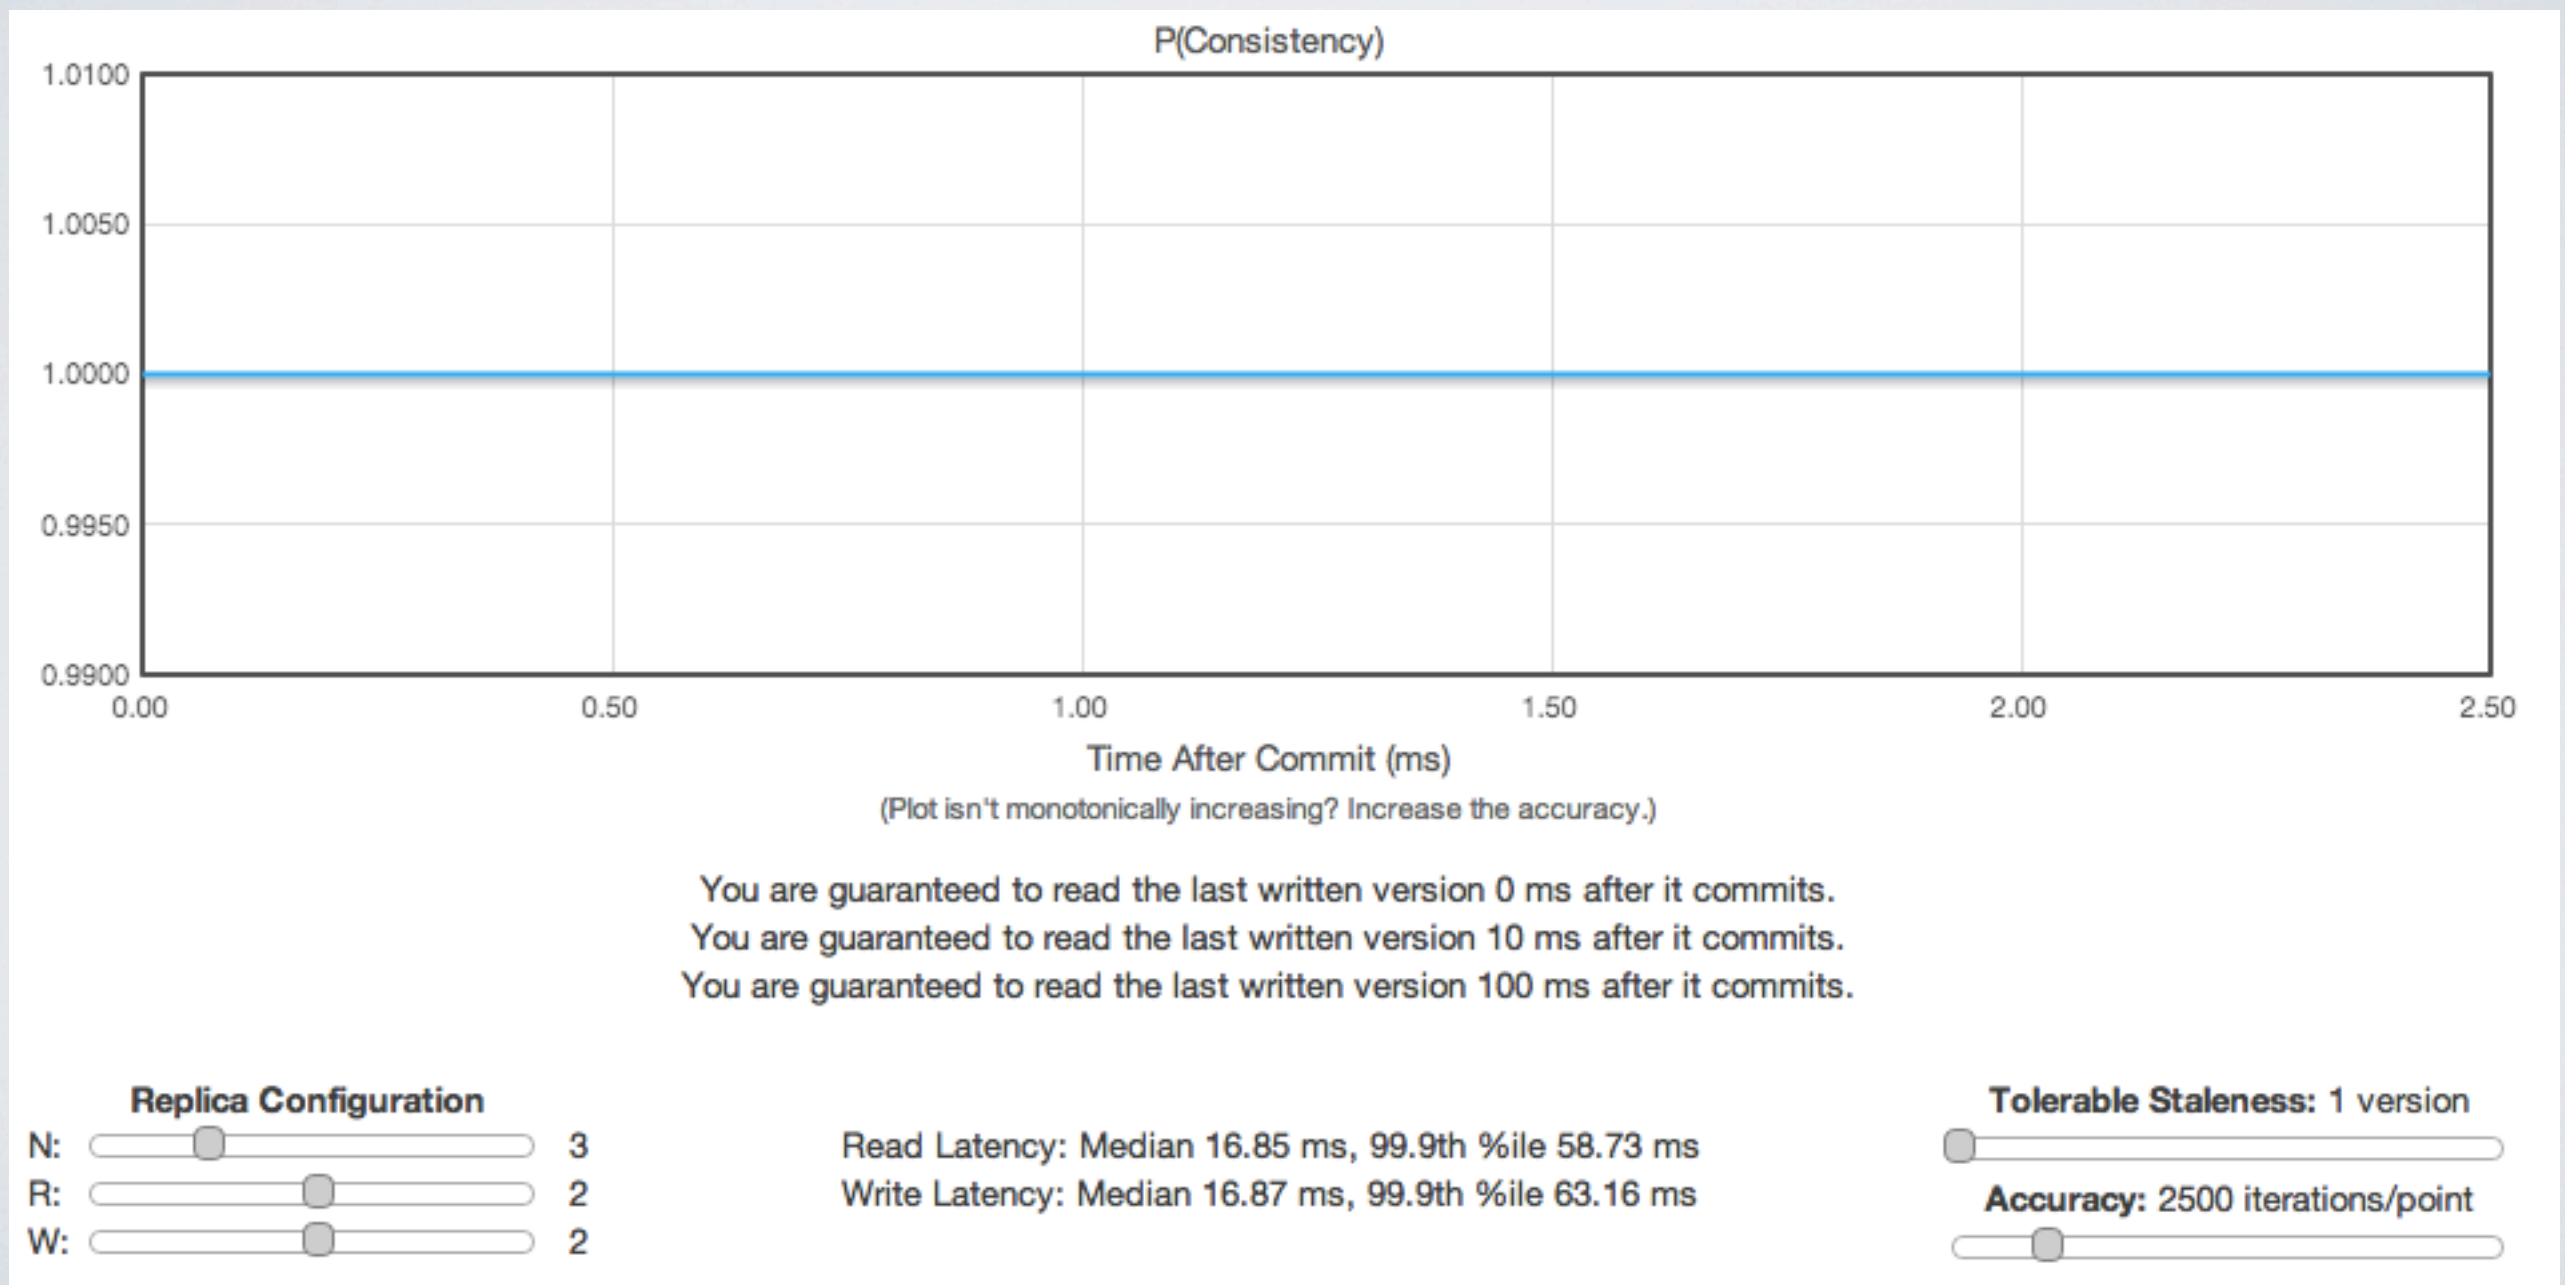 P(Consistency)
1.0100
1.0050
1.0000
0.9950
0.9900
0.00 0.50 1.00 1.50 2.00 2.50
Time After Commit (ms)
(Plot isn't monotonically increasing? Increase the accuracy.)
You are guaranteed to read the last written version 0 ms after it commits.
You are guaranteed to read the last written version 10 ms after it commits.
You are guaranteed to read the last written version 100 ms after it commits.
Replica Configuration
N: 3
R: 2
W: 2
Read Latency: Median 16.85 ms, 99.9th %ile 58.73 ms
Write Latency: Median 16.87 ms, 99.9th %ile 63.16 ms
Tolerable Staleness: 1 version
Accuracy: 2500 iterations/point